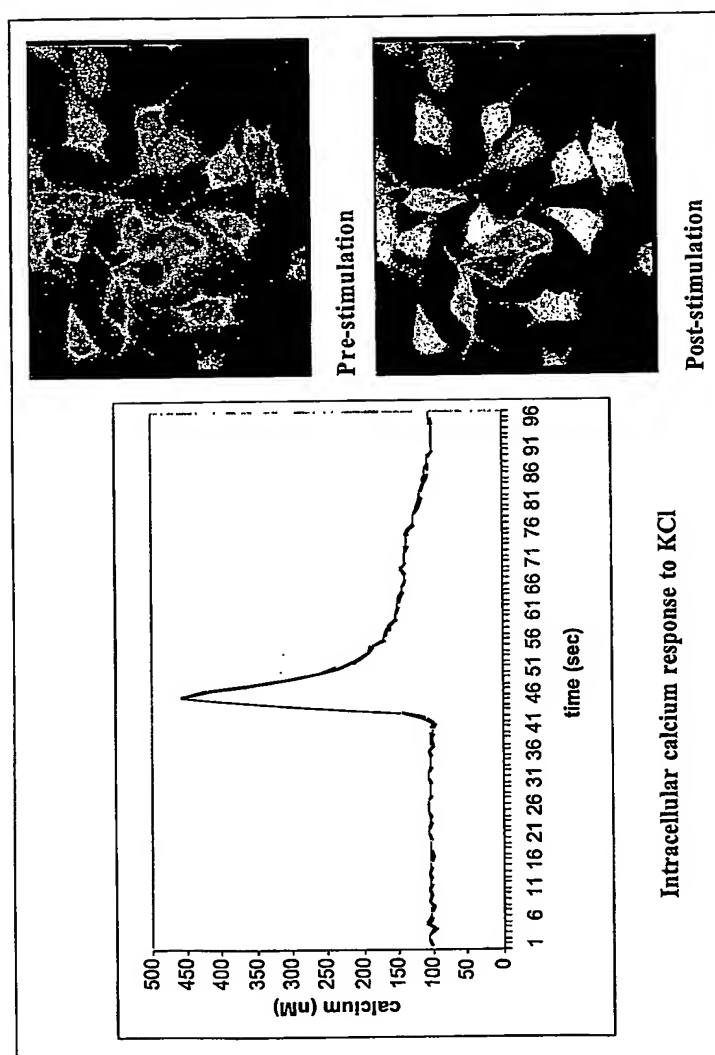 500
450
400
350
300
250
200
150
100
50
0
calcium (nM)
1 6 11 16 21 26 31 36 41 46 51 56 61 66 71 76 81 86 91 96
time (sec)
Intracellular calcium response to KCl
Pre-stimulation
Post-stimulation